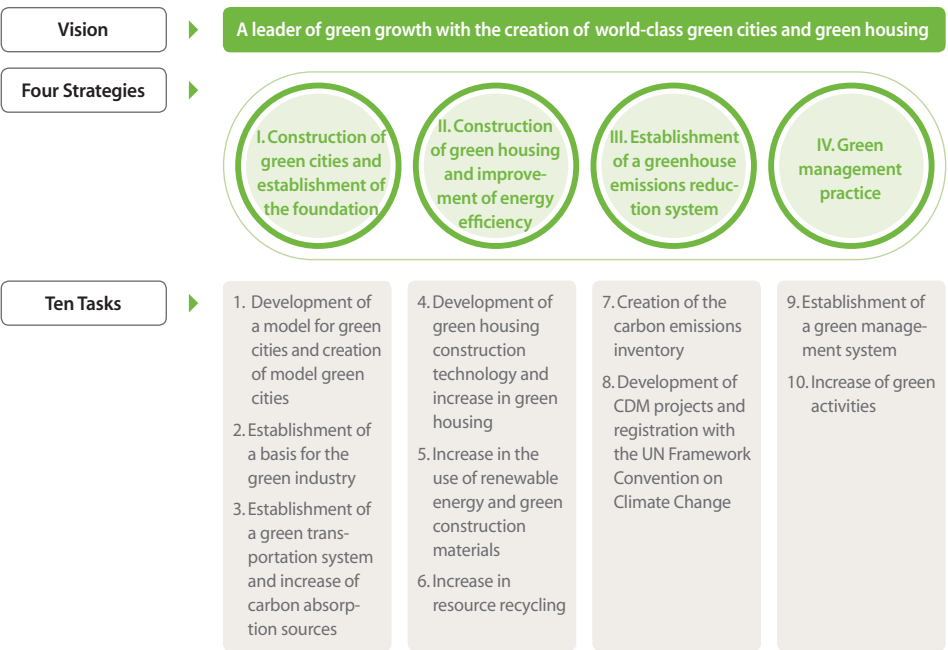 Vision
A leader of green growth with the creation of world-class green cities and green housing
Four Strategies
I. Construction of
green cities and
establishment of
the foundation
II. Construction
of green housing
and improve-
ment of energy
efficiency
III. Establishment
of a greenhouse
emissions reduc-
tion system
IV. Green
management
practice
Ten Tasks
1. Development of
a model for green
cities and creation
of model green
cities
2. Establishment of
a basis for the
green industry
3. Establishment of
a green trans-
portation system
and increase of
carbon absorp-
tion sources
4. Development of
green housing
construction
technology and
increase in green
housing
5. Increase in the
use of renewable
energy and green
construction
materials
6. Increase in
resource recycling
7. Creation of the
carbon emissions
inventory
8. Development of
CDM projects and
registration with
the UN Framework
Convention on
Climate Change
9. Establishment of
a green manage-
ment system
10. Increase of green
activities